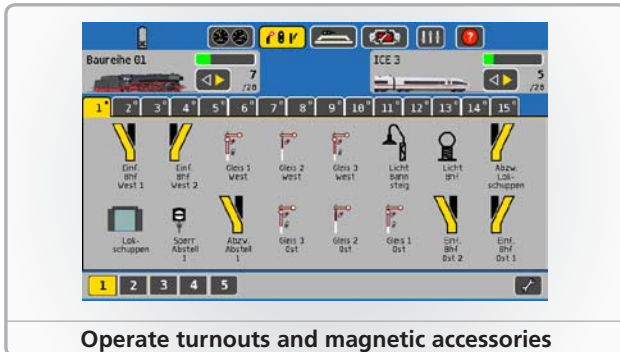 Baureihe 01
7
/28
ICE 3
5
/28
1 2 3 4 5 6 7 8 9 10 11 12 13 14 15
Einf. Bhf West 1
Einf. Bhf West 2
Gleis 1 West
Gleis 2 West
Gleis 3 West
Licht Bahn steig
Licht Bhf
Abzw. Lok- schuppen
Lok- schuppen
Sperr Abstell 1
Abzw. Abstell 1
Gleis 3 Ost
Gleis 2 Ost
Gleis 1 Ost
Einf. Bhf Ost 2
Einf. Bhf Ost 1
1 2 3 4 5
Operate turnouts and magnetic accessories